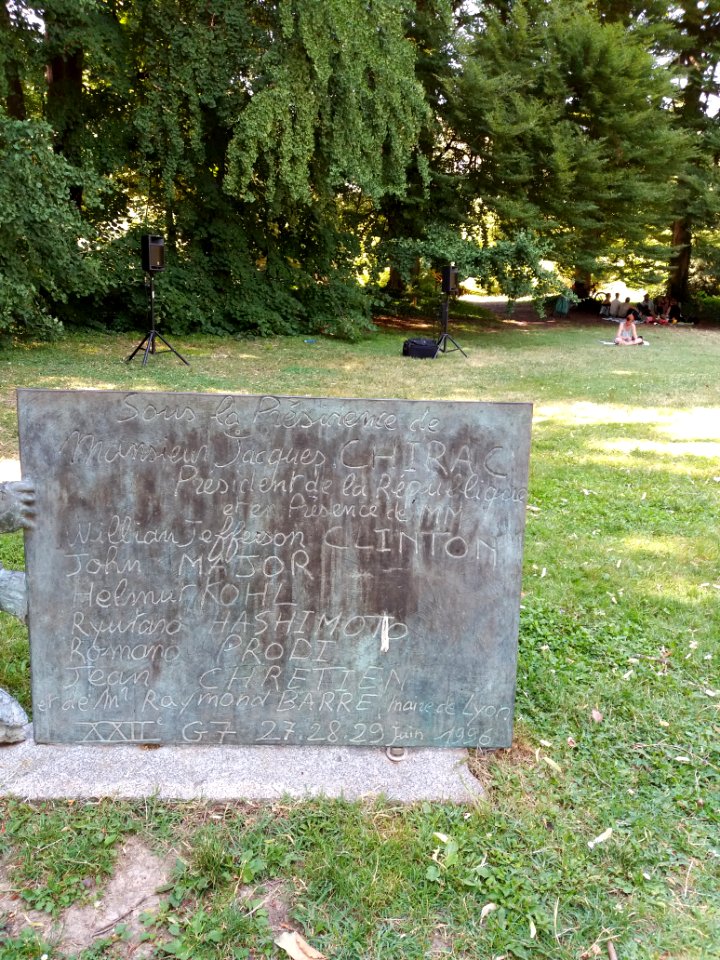 Sous la Présidence de
Monsieur Jacques CHIRAC
Président de la République
et en Présence de MM
William Jefferson CLINTON
John MAJOR
Helmut KOHL
Ryutaro HASHIMOTO
Romano PRODI
Jean CHRETIEN
et de Mr Raymond BARRE maire de Lyon
XXIIe G7 27.28.29 Juin 1996